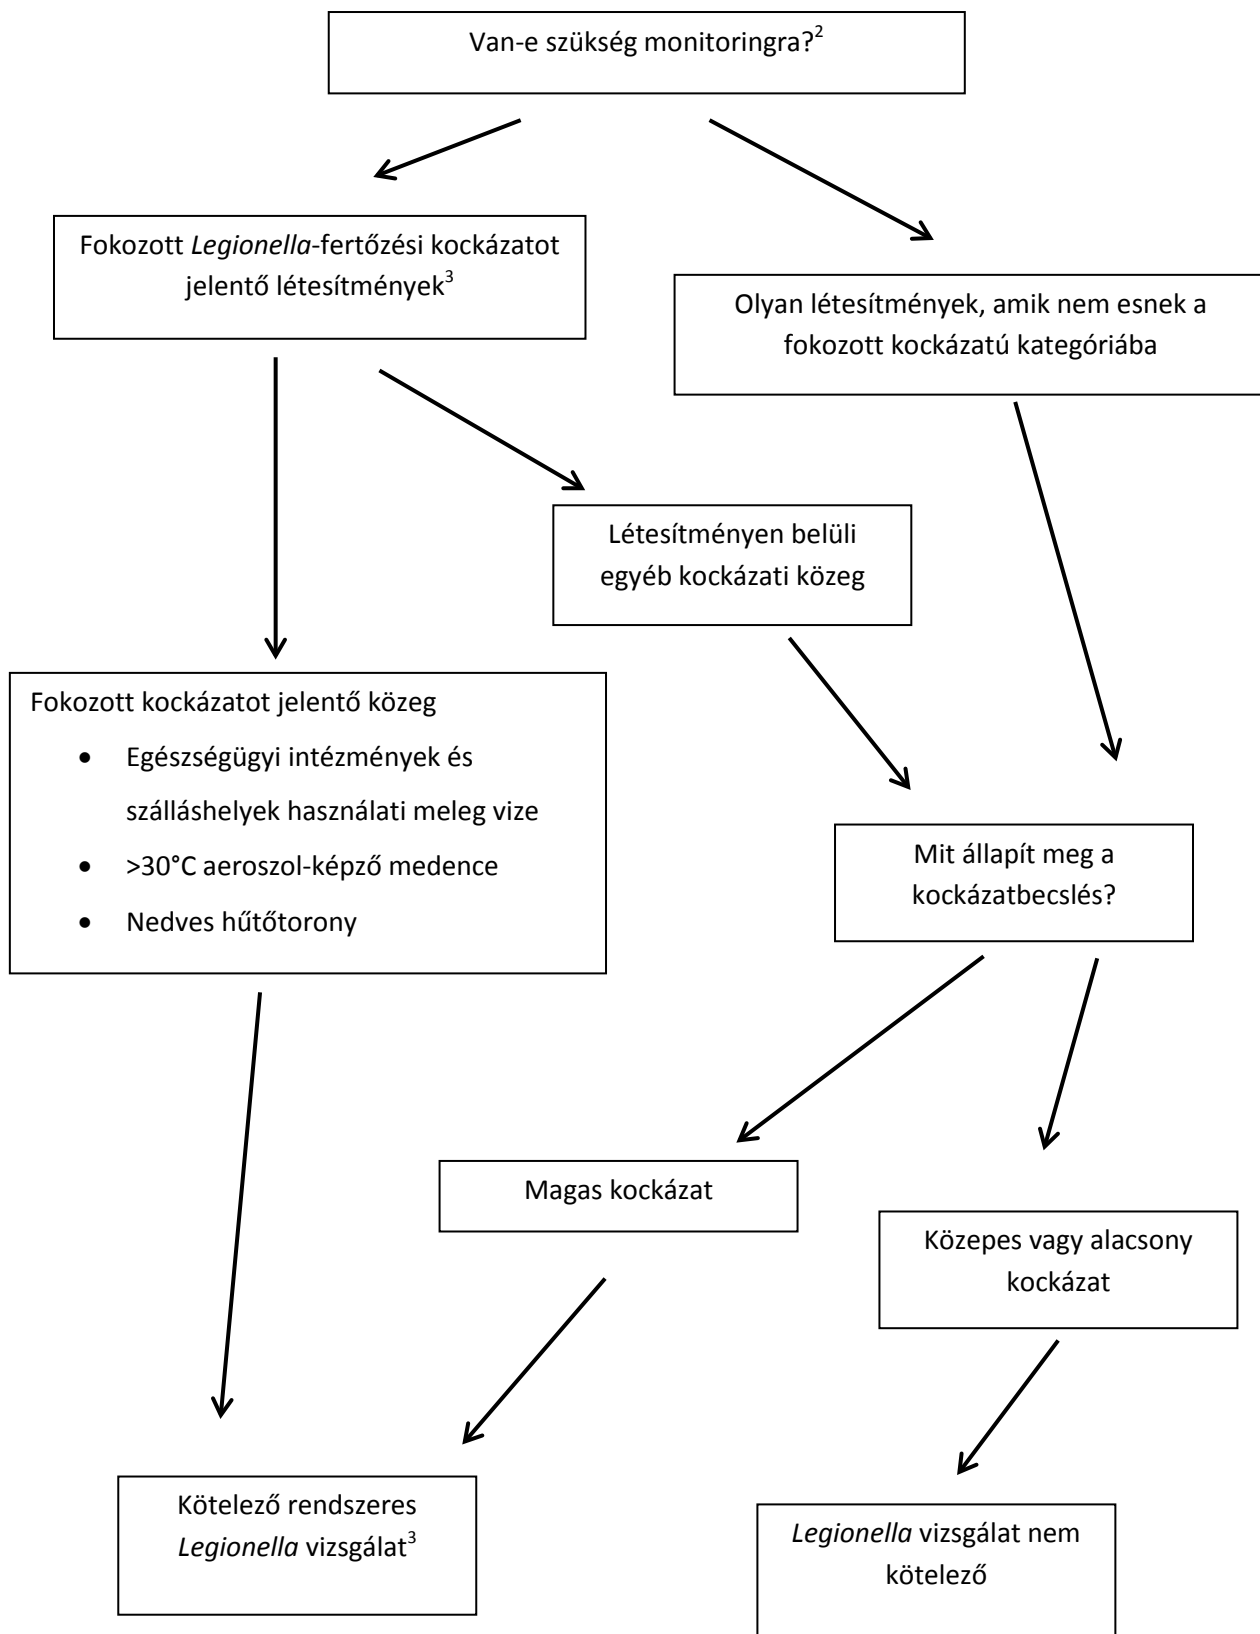 Van-e szükség monitoringra?²
Fokozott Legionella-fertőzési kockázatot
jelentő létesítmények³
Olyan létesítmények, amik nem esnek a
fokozott kockázatú kategóriába
Létesítményen belüli
egyéb kockázati közeg
Fokozott kockázatot jelentő közeg
• Egészségügyi intézmények és
szálláshelyek használati meleg vize
• >30°C aeroszol-képző medence
• Nedves hűtőtorony
Mit állapít meg a
kockázatbecslés?
Magas kockázat
Közepes vagy alacsony
kockázat
Kötelező rendszeres
Legionella vizsgálat³
Legionella vizsgálat nem
kötelező